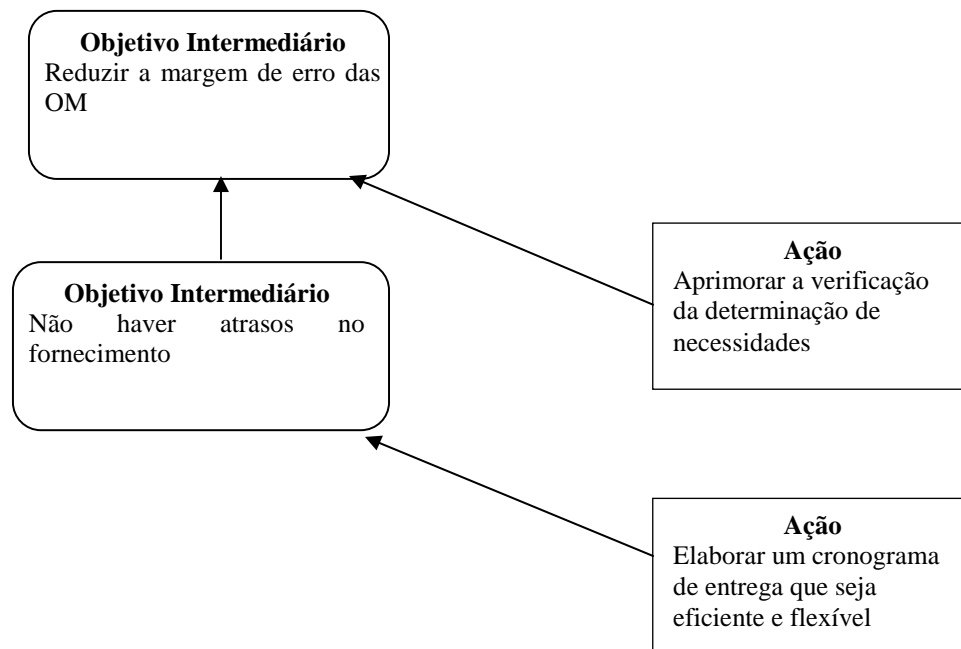 Objetivo Intermediário
Reduzir a margem de erro das
OM
Ação
Aprimorar a verificação
da determinação de
necessidades
Objetivo Intermediário
Não haver atrasos no
fornecimento
Ação
Elaborar um cronograma
de entrega que seja
eficiente e flexível